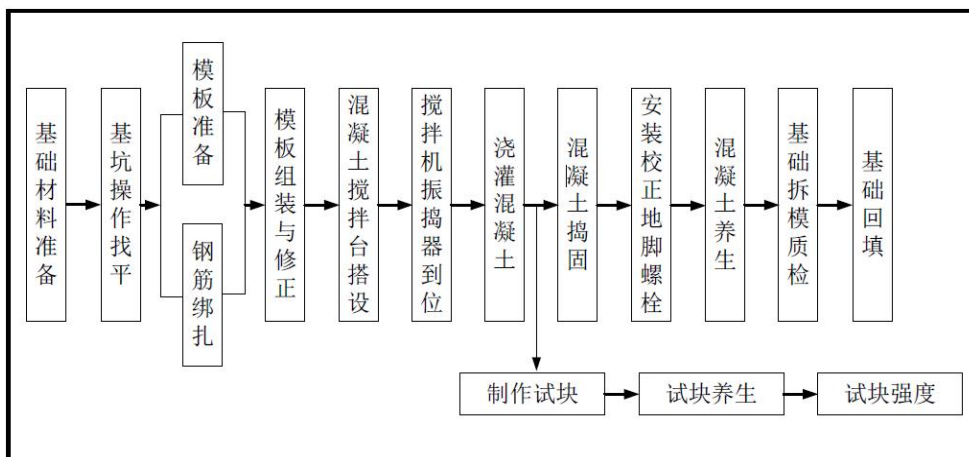 基础材料准备
基坑操作找平
模板准备
钢筋绑扎
模板组装与修正
混凝土搅拌台搭设
搅拌机振捣器到位
浇灌混凝土
混凝土捣固
安装校正地脚螺栓
混凝土养生
基础拆模质检
基础回填
制作试块
试块养生
试块强度